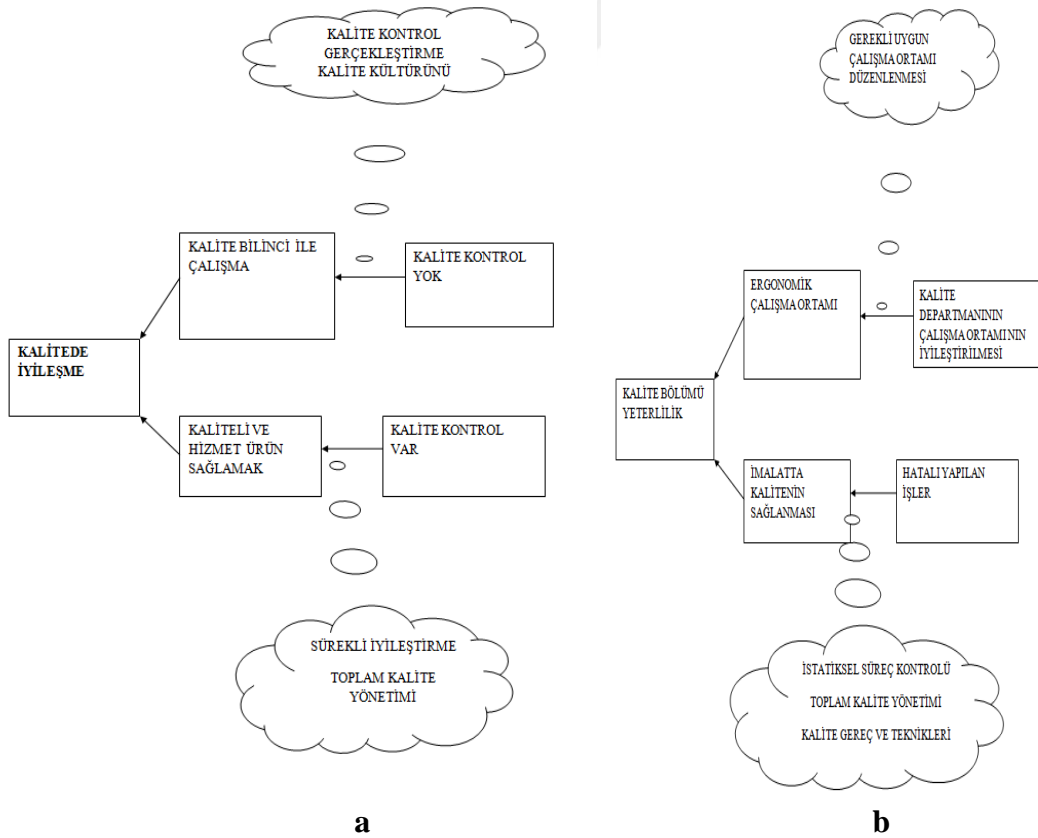 KALİTE KONTROL
GERÇEKLEŞTİRME
KALİTE KÜLTÜRÜNÜ
KALİTE BİLİNCİ İLE
ÇALIŞMA
KALİTE KONTROL
YOK
KALİTEDE
İYİLEŞME
KALİTELİ VE
HİZMET ÜRÜN
SAĞLAMAK
KALİTE KONTROL
VAR
SÜREKLİ İYİLEŞTİRME
TOPLAM KALİTE
YÖNETİMİ
a
GEREKLİ UYGUN
ÇALIŞMA ORTAMI
DÜZENLENMESİ
ERGONOMİK
ÇALIŞMA ORTAMI
KALİTE
DEPARTMANININ
ÇALIŞMA ORTAMI NIN
İYİLEŞTİRİLMESİ
KALİTE BÖLÜMÜ
YETERLİLİK
İMALATTA
KALİTENİN
SAĞLANMASI
HATALI YAPILAN
İŞLER
İSTATİKSEL SÜREÇ KONTROLÜ
TOPLAM KALİTE YÖNETİMİ
KALİTE GEREÇ VE TEKNİKLERİ
b